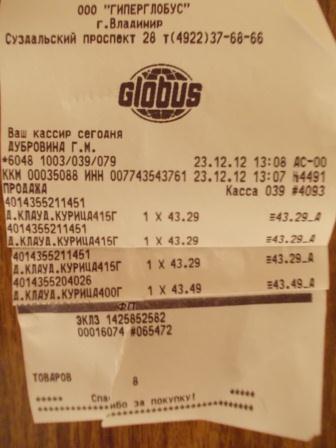 ООО "ГИПЕРГЛОБУС"
г.Владимир
Суздальский проспект 28 т(4922)37-68-66
Globus
Ваш кассир сегодня
ДУБРОВИНА Г.М.
*6048 1003/039/079 23.12.12 13:08 АС-00
ККМ 00035088 ИНН 007743543761 23.12.12 13:07 №4491
ПРОДАЖА Касса 039 #4093
4014355211451
Д.КЛАУД.КУРИЦА415Г 1 X 43.29 ≡43.29_А
4014355211451
Д.КЛАУД.КУРИЦА415Г 1 X 43.29 ≡43.29_А
4014355211451
Д.КЛАУД.КУРИЦА415Г 1 X 43.29 ≡43.29_А
4014355204026
Д.КЛАУД.КУРИЦА400Г 1 X 43.49 ≡43.49_А
ФП
ЭКЛЗ 1425852582
00016074 #065472
ТОВАРОВ 8
***** Спасибо за покупку! *****